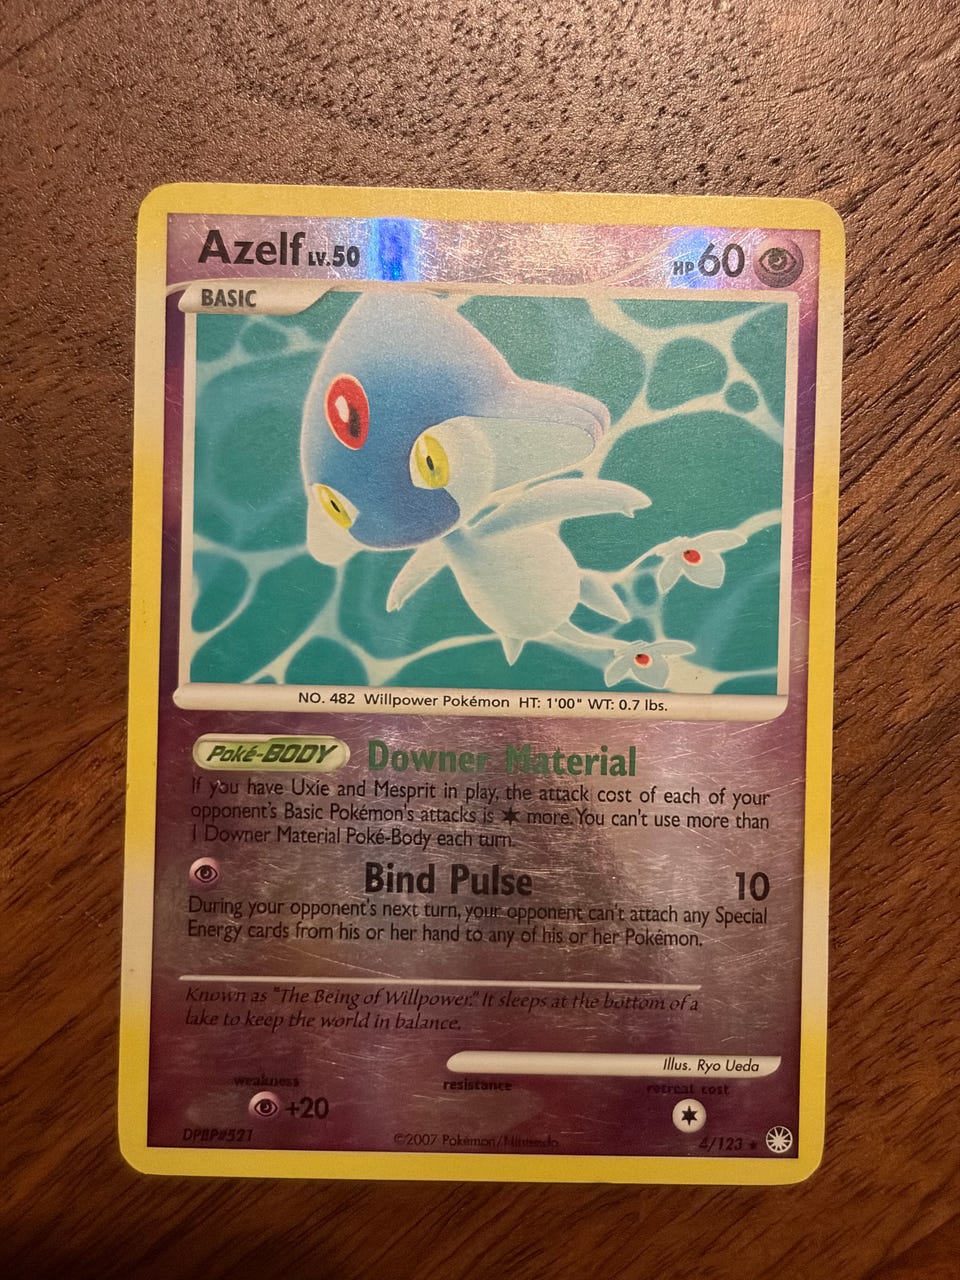 Azelf LV.50 HP 60
BASIC
NO. 482 Willpower Pokémon HT: 1'00" WT: 0.7 lbs.
Poké-BODY Downer Material
If you have Uxie and Mesprit in play, the attack cost of each of your
opponent's Basic Pokémon's attacks is more. You can't use more than
1 Downer Material Poké-Body each turn.
Bind Pulse 10
During your opponent's next turn, your opponent can't attach any Special
Energy cards from his or her hand to any of his or her Pokémon.
Known as "The Being of Willpower." It sleeps at the bottom of a
lake to keep the world in balance.
Illus. Ryo Ueda
weakness resistance retreat cost
+20
DPBP#521 ©2007 Pokémon/Nintendo 4/123 ★